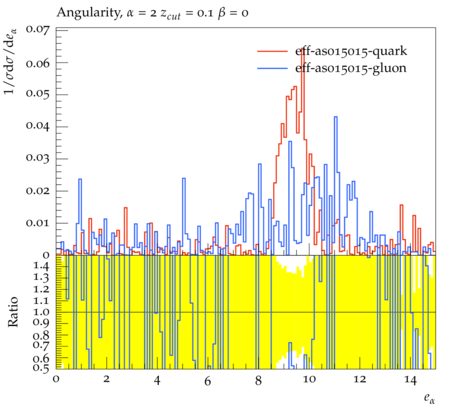 Angularity, α = 2 z_cut = 0.1 β = 0
1/σdσ/de_α
0.07
0.06
0.05
0.04
0.03
0.02
0.01
0
eff-as015015-quark
eff-as015015-gluon
Ratio
1.4
1.3
1.2
1.1
1.0
0.9
0.8
0.7
0.6
0.5
0 2 4 6 8 10 12 14
e_α